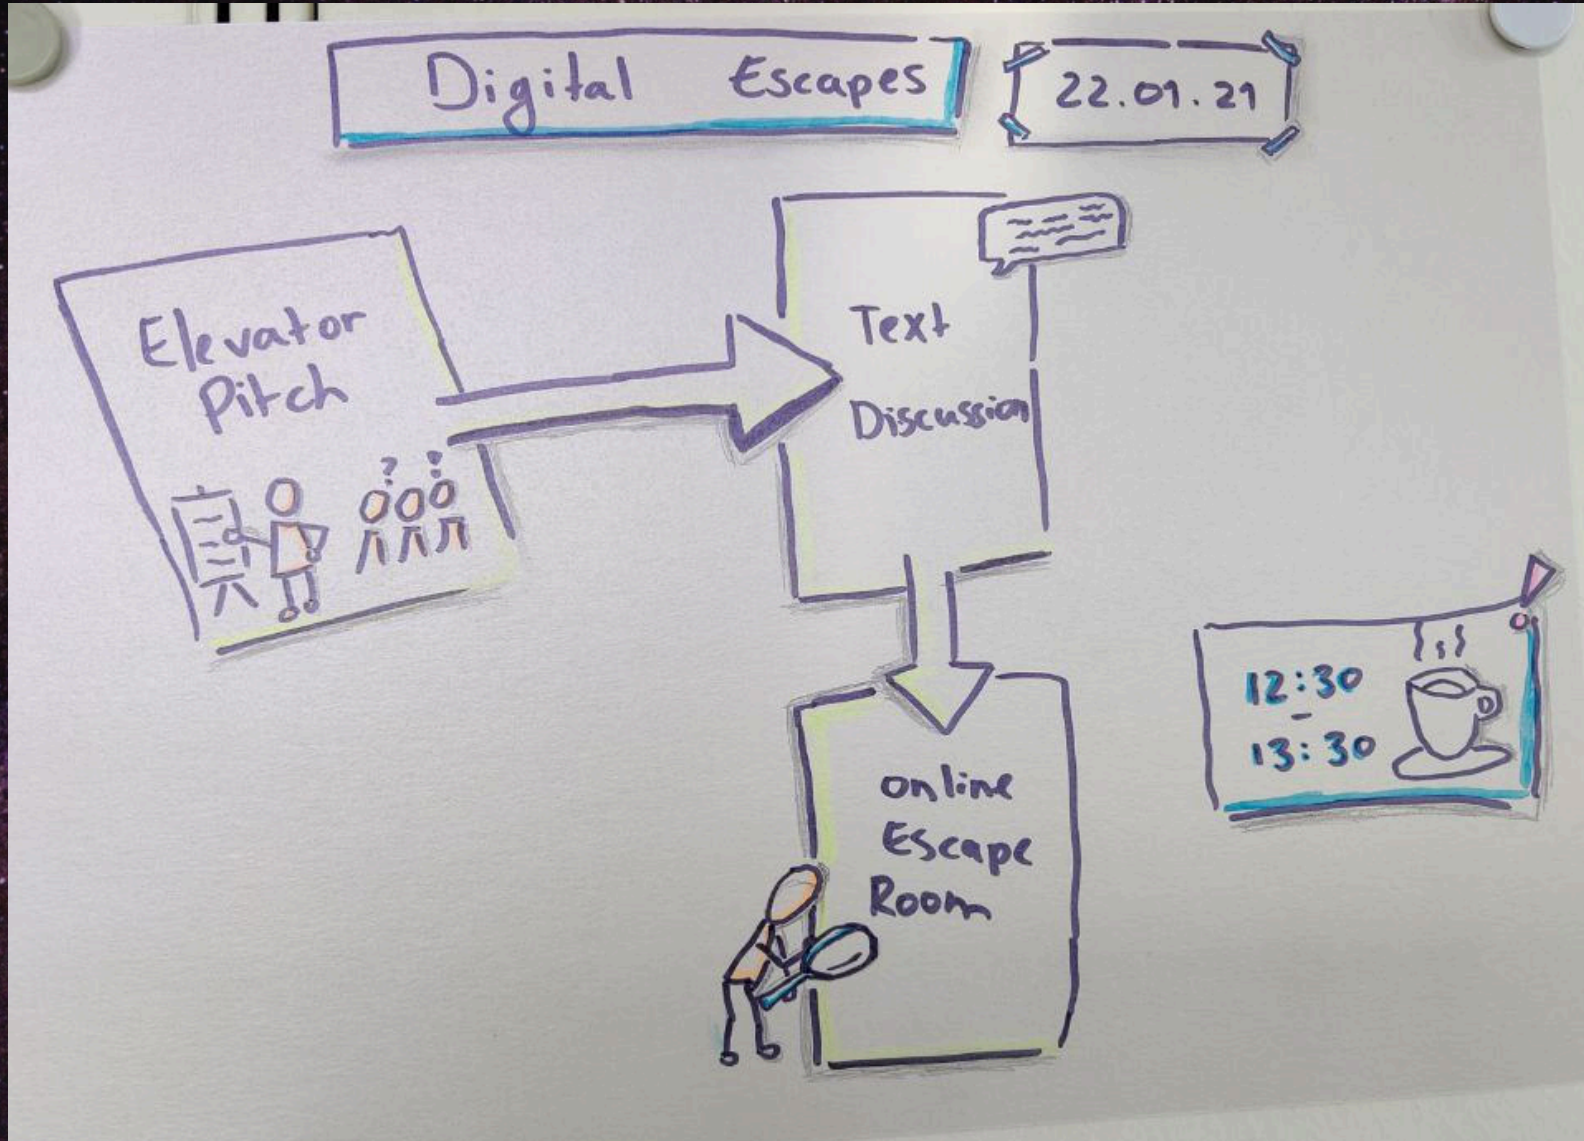 Digital Escapes
22.01.21
Elevator
Pitch
? ?
Text
Discussion
online
Escape
Room
12:30
-
13:30
!